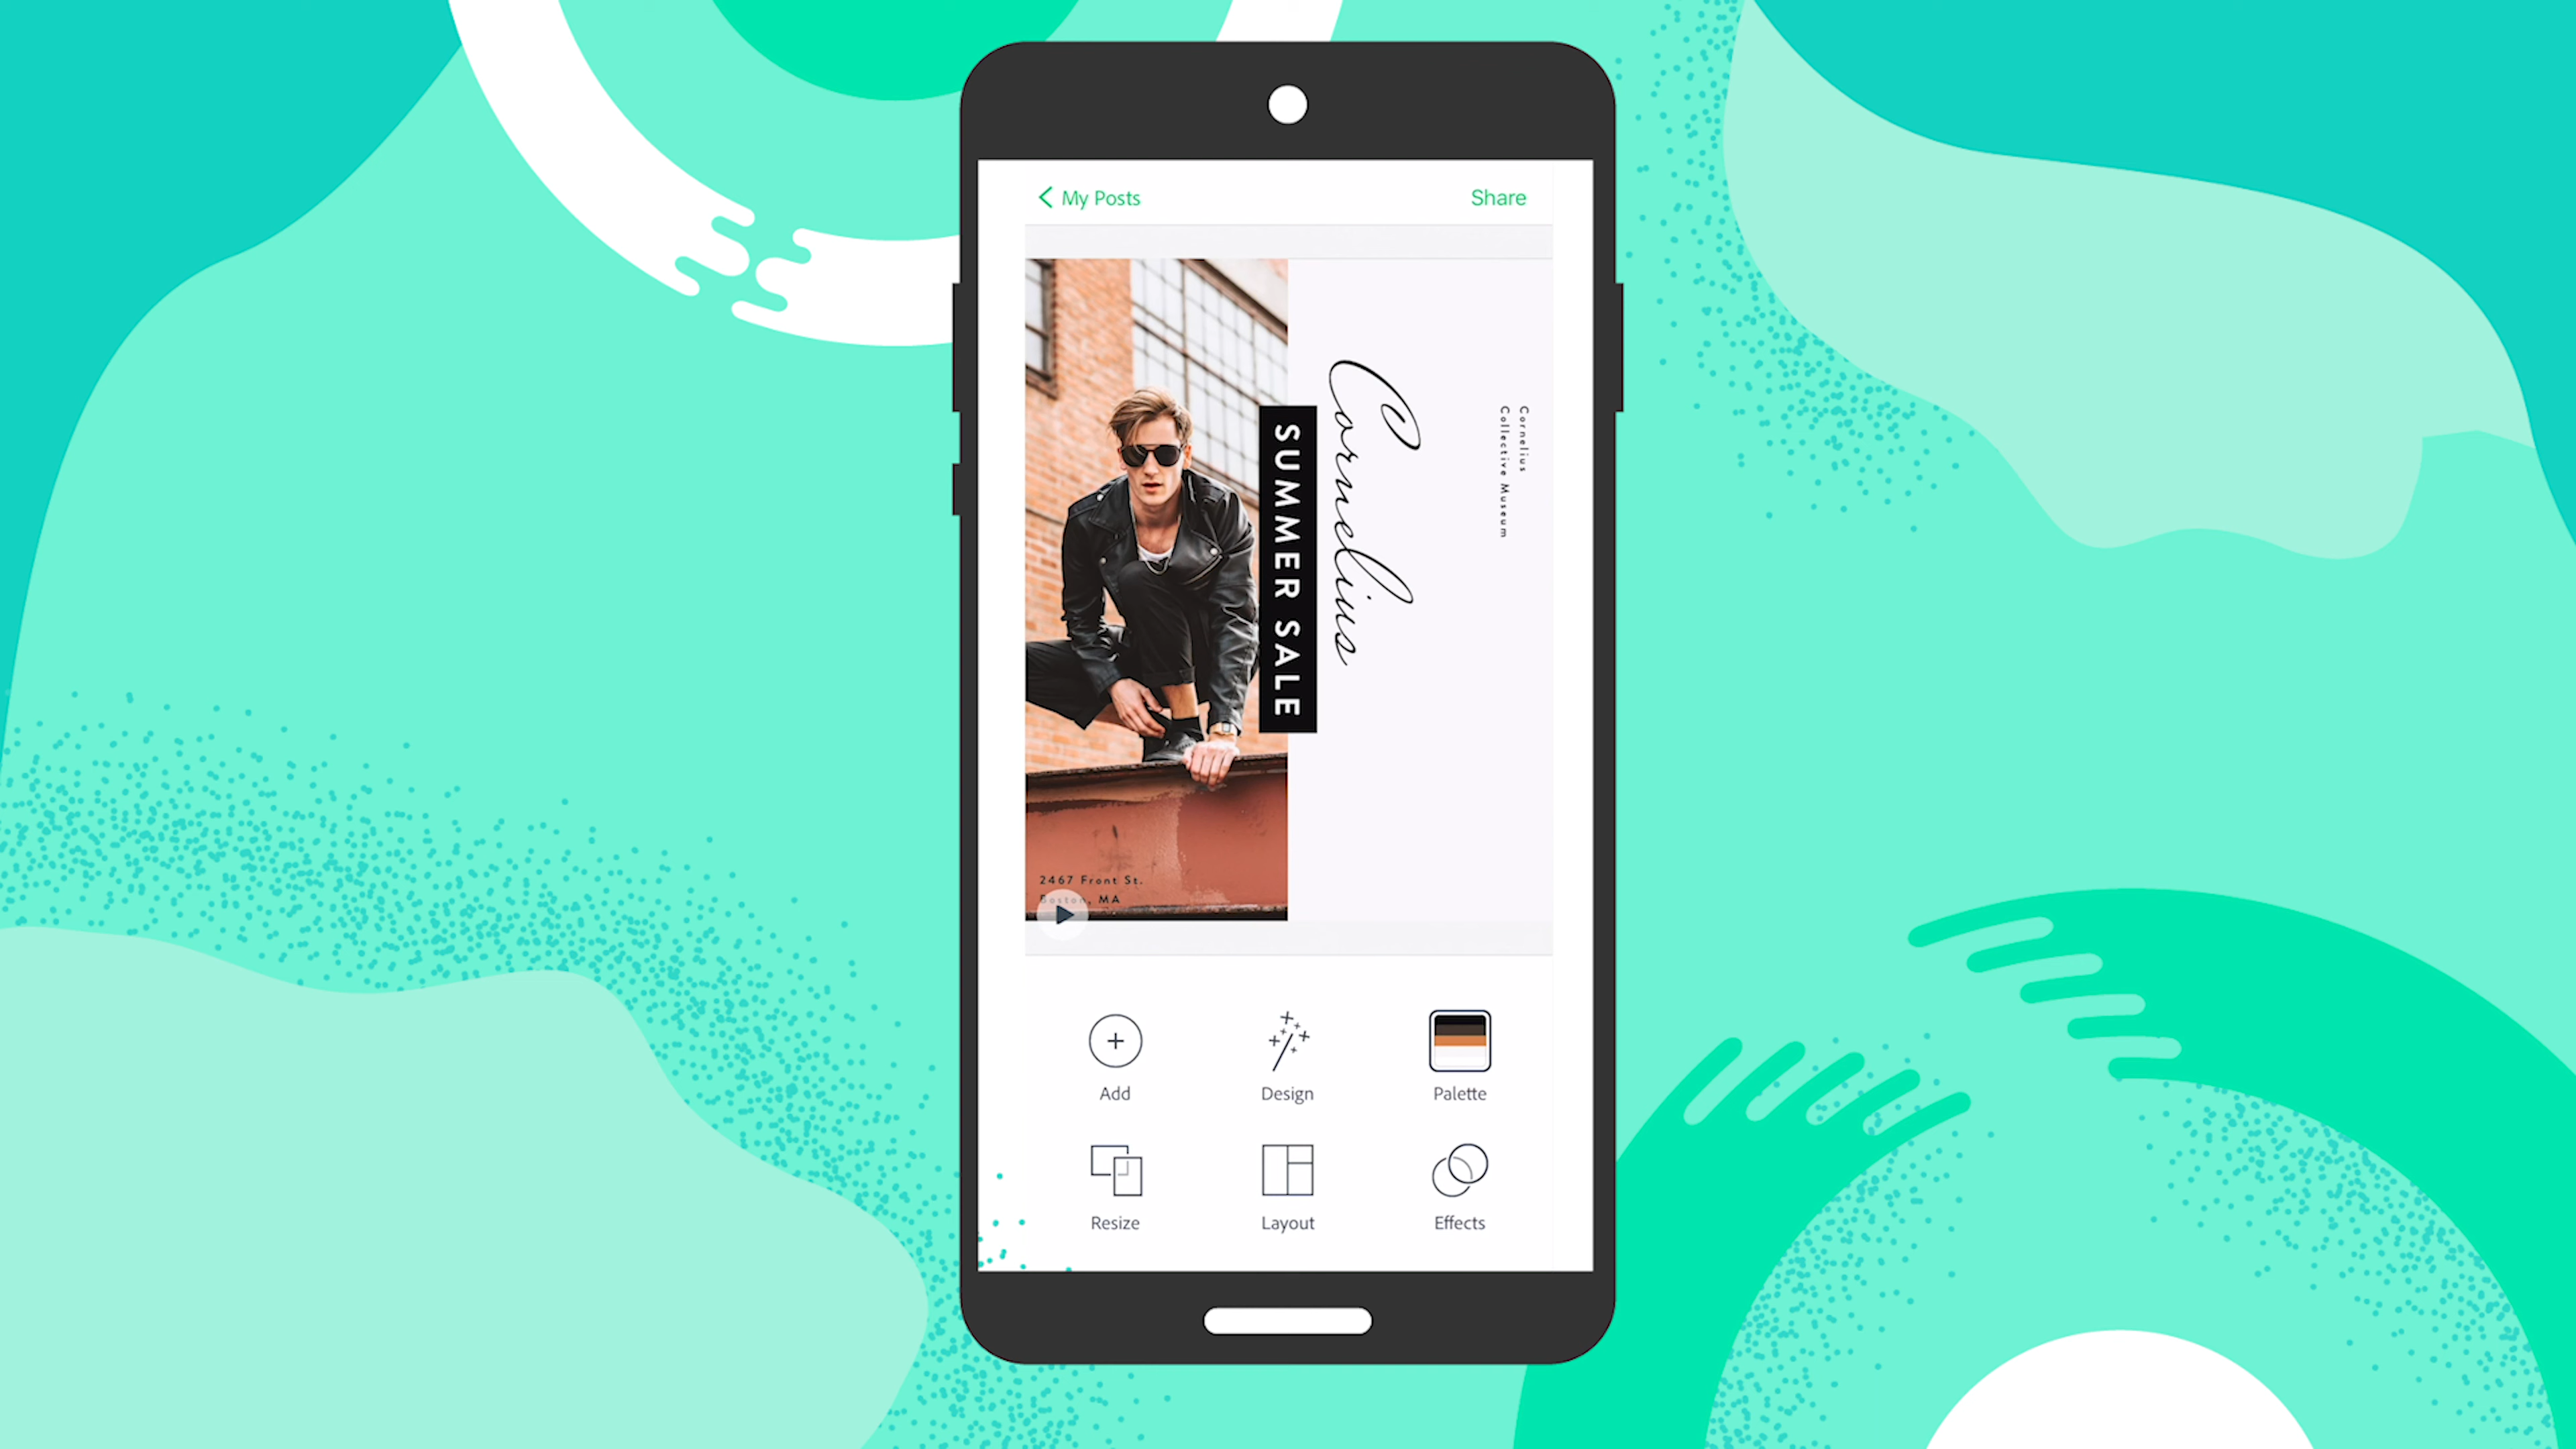 My Posts
Share
Cornelius
Collective Museum
Cornelius
SUMMER SALE
2467 Front St.
Boston, MA
Add
Design
Palette
Resize
Layout
Effects